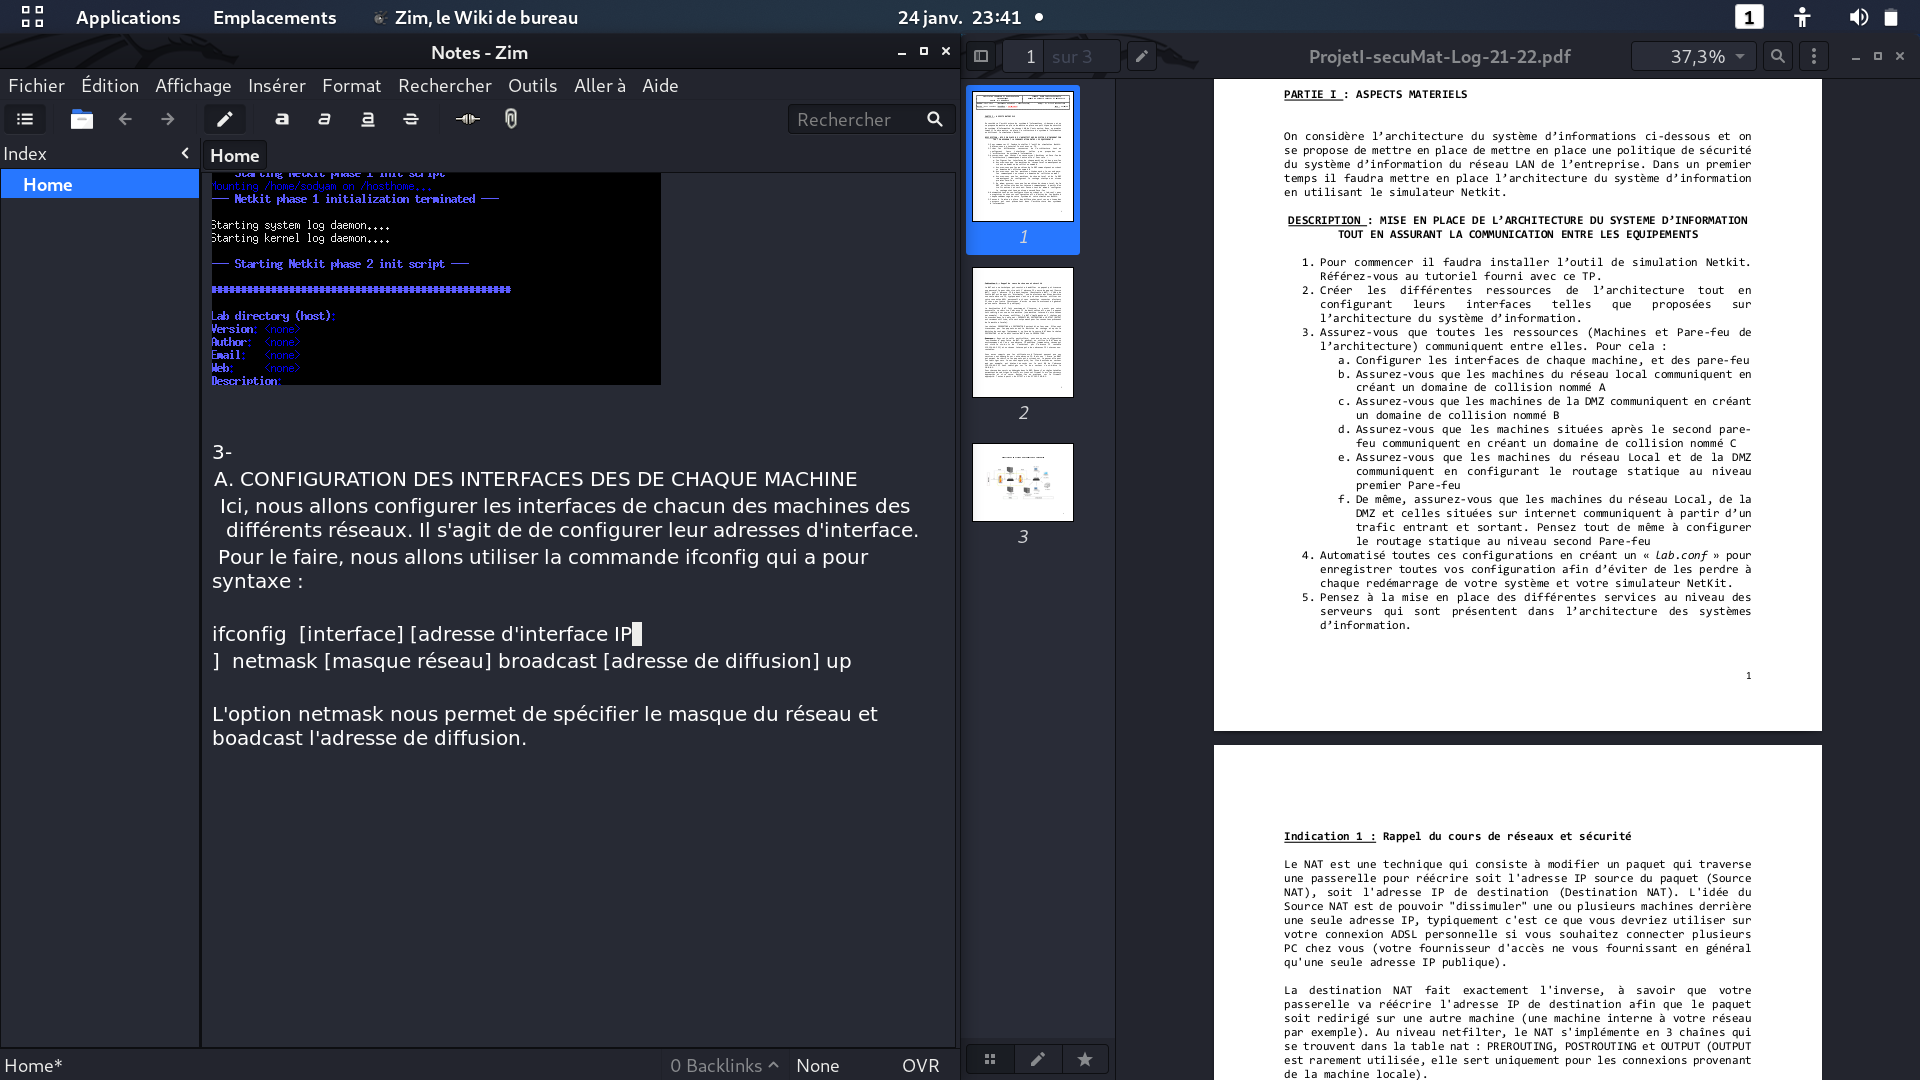 Applications Emplacements Zim, le Wiki de bureau 24 janv. 23:41 1
Notes - Zim
Fichier Édition Affichage Insérer Format Rechercher Outils Aller à Aide
a a a S Rechercher
Index Home
Home
Starting Netkit phase 1 init script
Mounting /home/sodyam on /hosthome...
--- Netkit phase 1 initialization terminated ---
Starting system log daemon....
Starting kernel log daemon....
--- Starting Netkit phase 2 init script ---
Lab directory (host):
Version: <none>
Author: <none>
Email: <none>
Web: <none>
Description:
3-
A. CONFIGURATION DES INTERFACES DES DE CHAQUE MACHINE
Ici, nous allons configurer les interfaces de chacun des machines des
différents réseaux. Il s'agit de de configurer leur adresses d'interface.
Pour le faire, nous allons utiliser la commande ifconfig qui a pour
syntaxe :
ifconfig [interface] [adresse d'interface IP
] netmask [masque réseau] broadcast [adresse de diffusion] up
L'option netmask nous permet de spécifier le masque du réseau et
boadcast l'adresse de diffusion.
Home* 0 Backlinks None OVR
1 sur 3 ProjetI-secuMat-Log-21-22.pdf 37,3%
1
2
3
PARTIE I : ASPECTS MATERIELS
On considère l’architecture du système d’informations ci-dessous et on
se propose de mettre en place de mettre en place une politique de sécurité
du système d’information du réseau LAN de l’entreprise. Dans un premier
temps il faudra mettre en place l’architecture du système d’information
en utilisant le simulateur Netkit.
DESCRIPTION : MISE EN PLACE DE L’ARCHITECTURE DU SYSTEME D’INFORMATION
TOUT EN ASSURANT LA COMMUNICATION ENTRE LES EQUIPEMENTS
1. Pour commencer il faudra installer l’outil de simulation Netkit.
Référez-vous au tutoriel fourni avec ce TP.
2. Créer les différentes ressources de l’architecture tout en
configurant leurs interfaces telles que proposées sur
l’architecture du système d’information.
3. Assurez-vous que toutes les ressources (Machines et Pare-feu de
l’architecture) communiquent entre elles. Pour cela :
a. Configurer les interfaces de chaque machine, et des pare-feu
b. Assurez-vous que les machines du réseau local communiquent en
créant un domaine de collision nommé A
c. Assurez-vous que les machines de la DMZ communiquent en créant
un domaine de collision nommé B
d. Assurez-vous que les machines situées après le second pare-
feu communiquent en créant un domaine de collision nommé C
e. Assurez-vous que les machines du réseau Local et de la DMZ
communiquent en configurant le routage statique au niveau
premier Pare-feu
f. De même, assurez-vous que les machines du réseau Local, de la
DMZ et celles situées sur internet communiquent à partir d’un
trafic entrant et sortant. Pensez tout de même à configurer
le routage statique au niveau second Pare-feu
4. Automatisé toutes ces configurations en créant un « lab.conf » pour
enregistrer toutes vos configuration afin d’éviter de les perdre à
chaque redémarrage de votre système et votre simulateur NetKit.
5. Pensez à la mise en place des différentes services au niveau des
serveurs qui sont présentent dans l’architecture des systèmes
d’information.
1
Indication 1 : Rappel du cours de réseaux et sécurité
Le NAT est une technique qui consiste à modifier un paquet qui traverse
une passerelle pour réécrire soit l'adresse IP source du paquet (Source
NAT), soit l'adresse IP de destination (Destination NAT). L'idée du
Source NAT est de pouvoir "dissimuler" une ou plusieurs machines derrière
une seule adresse IP, typiquement c'est ce que vous devriez utiliser sur
votre connexion ADSL personnelle si vous souhaitez connecter plusieurs
PC chez vous (votre fournisseur d'accès ne vous fournissant en général
qu'une seule adresse IP publique).
La destination NAT fait exactement l'inverse, à savoir que votre
passerelle va réécrire l'adresse IP de destination afin que le paquet
soit redirigé sur une autre machine (une machine interne à votre réseau
par exemple). Au niveau netfilter, le NAT s'implémente en 3 chaînes qui
se trouvent dans la table nat : PREROUTING, POSTROUTING et OUTPUT (OUTPUT
est rarement utilisée, elle sert uniquement pour les connexions provenant
de la machine locale).